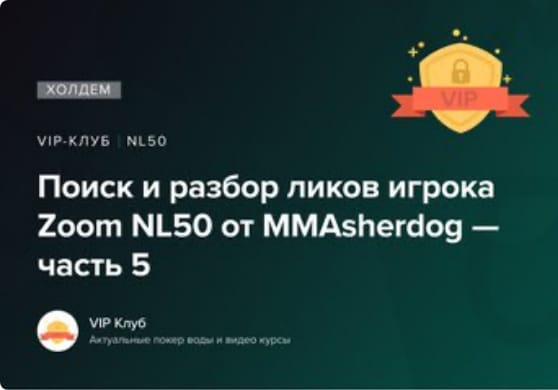 VIP
ХОЛДЕМ
VIP-КЛУБ | NL50
Поиск и разбор ликов игрока
Zoom NL50 от MMAsherdog —
часть 5
VIP Клуб
Актуальные покер воды и видео курсы